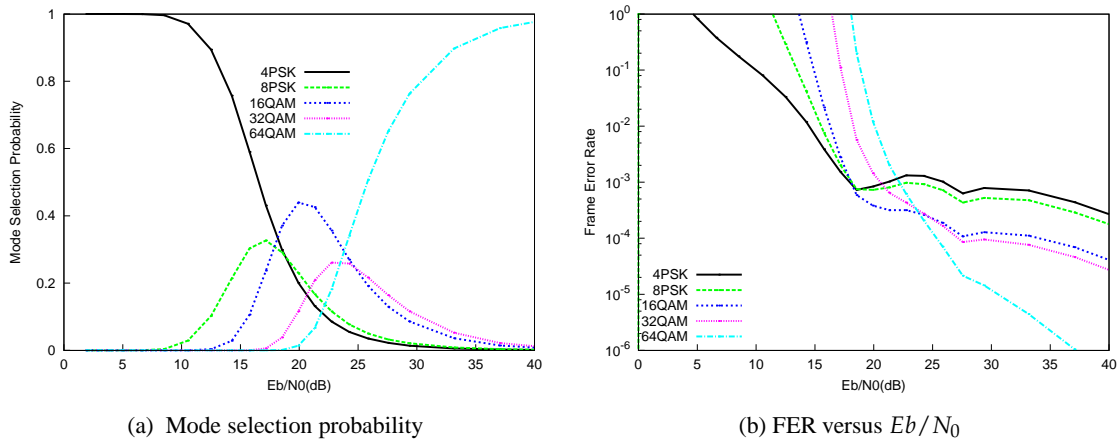 1
0.8
0.6
0.4
0.2
0
Mode Selection Probability
4PSK
8PSK
16QAM
32QAM
64QAM
0 5 10 15 20 25 30 35 40
Eb/N0(dB)
(a) Mode selection probability
10^0
10^-1
10^-2
10^-3
10^-4
10^-5
10^-6
Frame Error Rate
4PSK
8PSK
16QAM
32QAM
64QAM
0 5 10 15 20 25 30 35 40
Eb/N0(dB)
(b) FER versus Eb/N₀